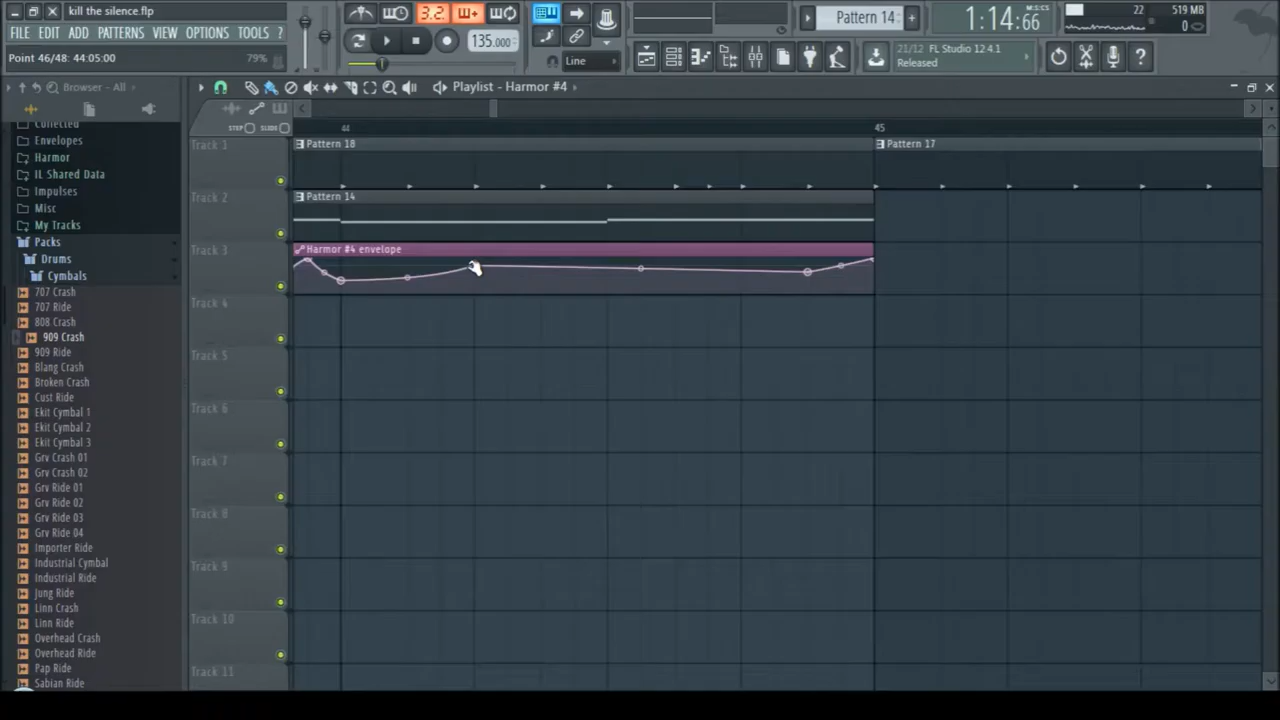 kill the silence.flp
FILE EDIT ADD PATTERNS VIEW OPTIONS TOOLS ?
Point 46/48: 44:05:00 79%
3.2
135.000
Line
Pattern 14
1:14:66
M:S:CS
22
519 MB
0
21/12 FL Studio 12.4.1
Released
Browser - All
Playlist - Harmor #4
STEP SLIDE
44
45
Collected
Envelopes
Harmor
IL Shared Data
Impulses
Misc
My Tracks
Packs
Drums
Cymbals
707 Crash
707 Ride
808 Crash
909 Crash
909 Ride
Blang Crash
Broken Crash
Cust Ride
Ekit Cymbal 1
Ekit Cymbal 2
Ekit Cymbal 3
Grv Crash 01
Grv Crash 02
Grv Ride 01
Grv Ride 02
Grv Ride 03
Grv Ride 04
Importer Ride
Industrial Cymbal
Industrial Ride
Jung Ride
Linn Crash
Linn Ride
Overhead Crash
Overhead Ride
Pap Ride
Sabian Ride
Track 1
Pattern 18
Pattern 17
Track 2
Pattern 14
Track 3
Harmor #4 envelope
Track 4
Track 5
Track 6
Track 7
Track 8
Track 9
Track 10
Track 11